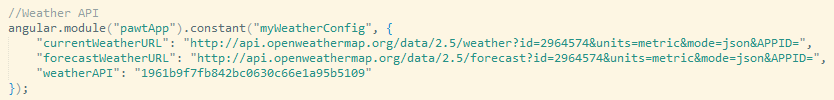 //Weather API
angular.module("pawtApp").constant("myWeatherConfig", {
    "currentWeatherURL": "http://api.openweathermap.org/data/2.5/weather?id=2964574&units=metric&mode=json&APPID=",
    "forecastWeatherURL": "http://api.openweathermap.org/data/2.5/forecast?id=2964574&units=metric&mode=json&APPID=",
    "weatherAPI": "1961b9f7fb842bc0630c66e1a95b5109"
});